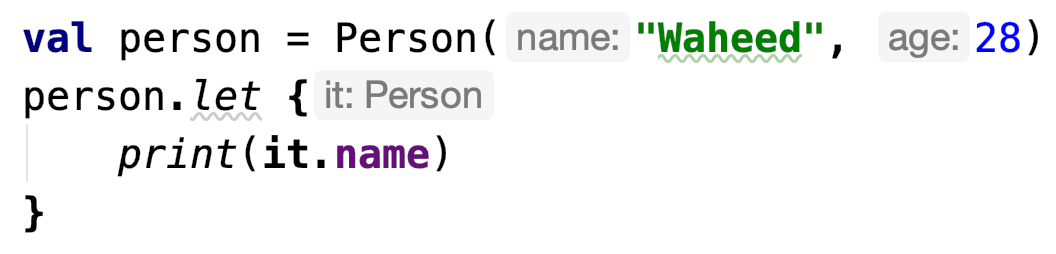 val person = Person( name: "Waheed", age: 28)
person.let { it: Person
    print(it.name)
}